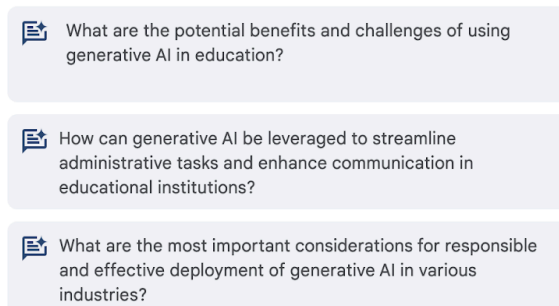 What are the potential benefits and challenges of using
generative AI in education?
How can generative AI be leveraged to streamline
administrative tasks and enhance communication in
educational institutions?
What are the most important considerations for responsible
and effective deployment of generative AI in various
industries?